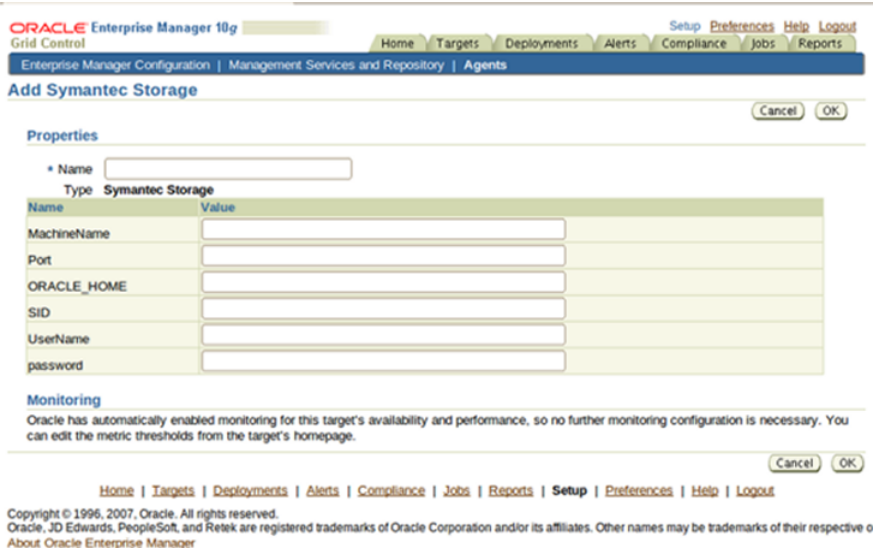 ORACLE Enterprise Manager 10g
Grid Control
Setup Preferences Help Logout
Home Targets Deployments Alerts Compliance Jobs Reports
Enterprise Manager Configuration | Management Services and Repository | Agents
Add Symantec Storage
Cancel OK
Properties
* Name
Type Symantec Storage
Name Value
MachineName
Port
ORACLE_HOME
SID
UserName
password
Monitoring
Oracle has automatically enabled monitoring for this target's availability and performance, so no further monitoring configuration is necessary. You
can edit the metric thresholds from the target's homepage.
Cancel OK
Home | Targets | Deployments | Alerts | Compliance | Jobs | Reports | Setup | Preferences | Help | Logout
Copyright © 1996, 2007, Oracle. All rights reserved.
Oracle, JD Edwards, PeopleSoft, and Retek are registered trademarks of Oracle Corporation and/or its affiliates. Other names may be trademarks of their respective o
About Oracle Enterprise Manager